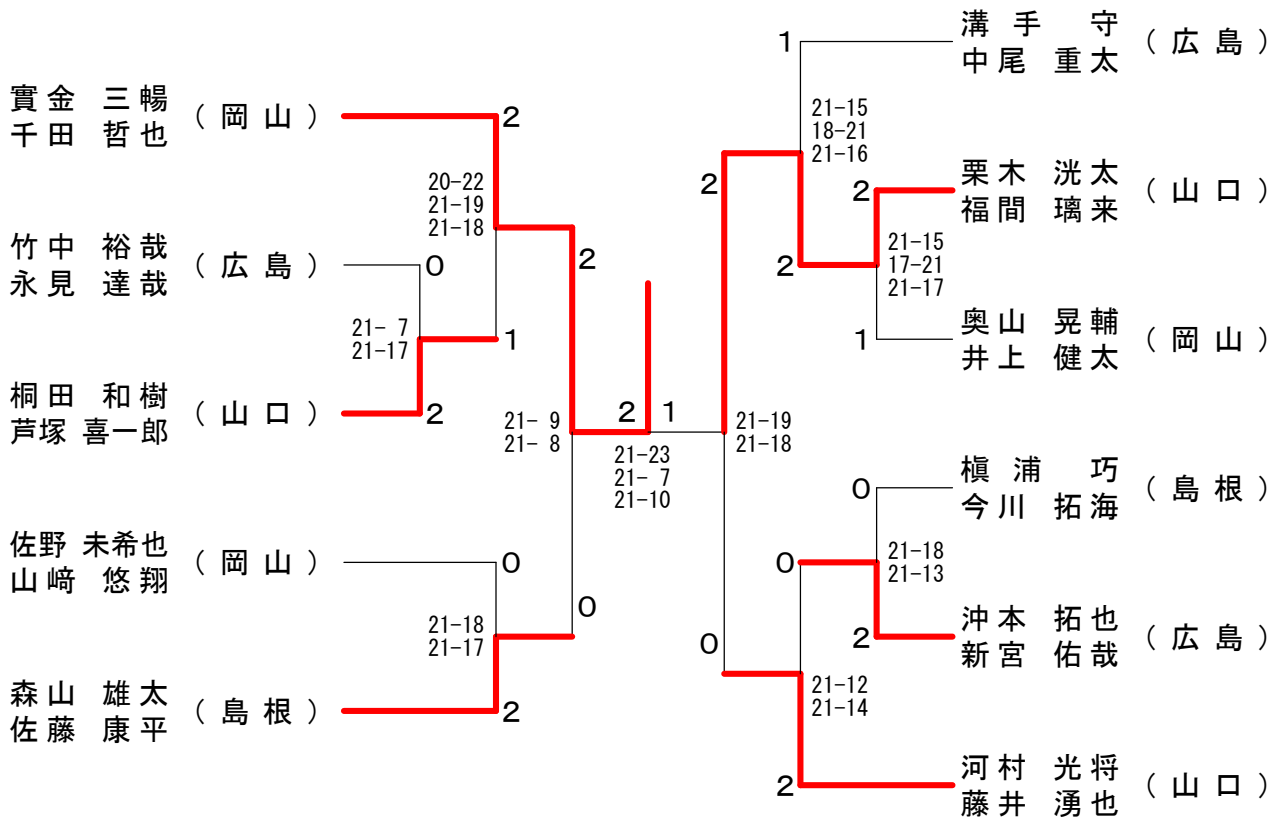 實金 三暢
千田 哲也
(岡山)
2
20-22
21-19
21-18
竹中 裕哉
永見 達哉
(広島)
0
21- 7
21-17
1
桐田 和樹
芦塚 喜一郎
(山口)
2
2
21- 9
21- 8
佐野 未希也
山﨑 悠翔
(岡山)
0
21-18
21-17
0
森山 雄太
佐藤 康平
(島根)
2
2
1
21-23
21- 7
21-10
1
溝手 守
中尾 重太
(広島)
21-15
18-21
21-16
2
2
栗木 洸太
福間 璃来
(山口)
2
21-15
17-21
21-17
1
奥山 晃輔
井上 健太
(岡山)
21-19
21-18
0
槇浦 巧
今川 拓海
(島根)
0
21-18
21-13
2
沖本 拓也
新宮 佑哉
(広島)
0
21-12
21-14
2
河村 光将
藤井 湧也
(山口)